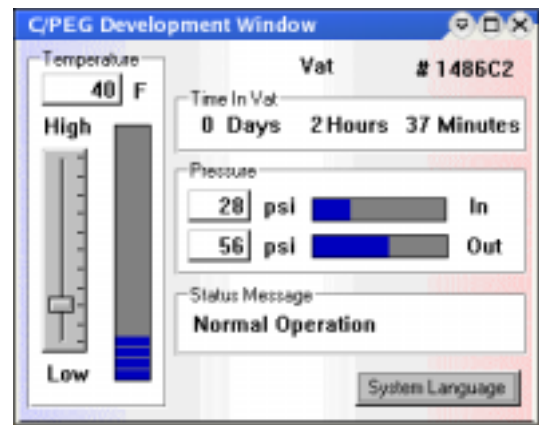 C/PEG Development Window
Temperature
40 F
High
Low
Vat # 1486C2
Time In Vat
0 Days 2 Hours 37 Minutes
Pressure
28 psi In
56 psi Out
Status Message
Normal Operation
System Language